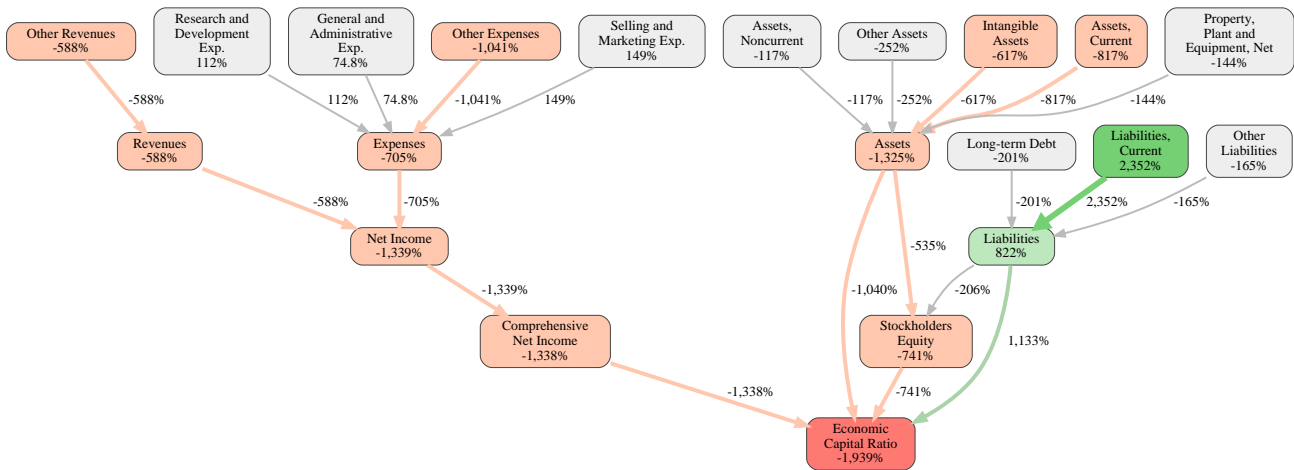 Other Revenues
-588%
Research and
Development
Exp.
112%
General and
Administrative
Exp.
74.8%
Other Expenses
-1,041%
Selling and
Marketing Exp.
149%
Assets,
Noncurrent
-117%
Other Assets
-252%
Intangible
Assets
-617%
Assets,
Current
-817%
Property,
Plant and
Equipment, Net
-144%
-588%
112%
74.8%
-1,041%
149%
-117%
-252%
-617%
-817%
-144%
Revenues
-588%
Expenses
-705%
Assets
-1,325%
Long-term Debt
-201%
Liabilities,
Current
2,352%
Other
Liabilities
-165%
-588%
-705%
-201%
2,352%
-165%
Net Income
-1,339%
-535%
Liabilities
822%
-1,339%
-1,040%
-206%
Comprehensive
Net Income
-1,338%
Stockholders
Equity
-741%
1,133%
-1,338%
-741%
Economic
Capital Ratio
-1,939%